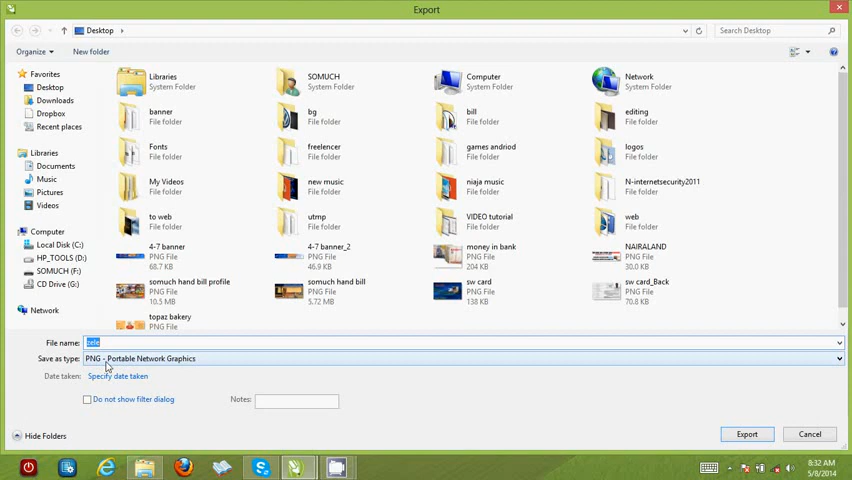 Export
Desktop
Search Desktop
Organize
New folder
Favorites
Desktop
Downloads
Dropbox
Recent places
Libraries
Documents
Music
Pictures
Videos
Computer
Local Disk (C:)
HP_TOOLS (D:)
SOMUCH (F:)
CD Drive (G:)
Network
Libraries
System Folder
SOMUCH
System Folder
Computer
System Folder
Network
System Folder
banner
File folder
bg
File folder
bill
File folder
editing
File folder
Fonts
File folder
freelencer
File folder
games andriod
File folder
logos
File folder
My Videos
File folder
new music
File folder
niaja music
File folder
N-internetsecurity2011
File folder
to web
File folder
utmp
File folder
VIDEO tutorial
File folder
web
File folder
4-7 banner
PNG File
68.7 KB
4-7 banner_2
PNG File
46.9 KB
money in bank
PNG File
204 KB
NAIRALAND
PNG File
30.0 KB
somuch hand bill profile
PNG File
10.5 MB
somuch hand bill
PNG File
5.72 MB
sw card
PNG File
138 KB
sw card_Back
PNG File
70.8 KB
topaz bakery
PNG File
File name: zele
Save as type: PNG - Portable Network Graphics
Date taken: Specify date taken
Do not show filter dialog
Notes:
Hide Folders
Export
Cancel
8:32 AM
5/8/2014